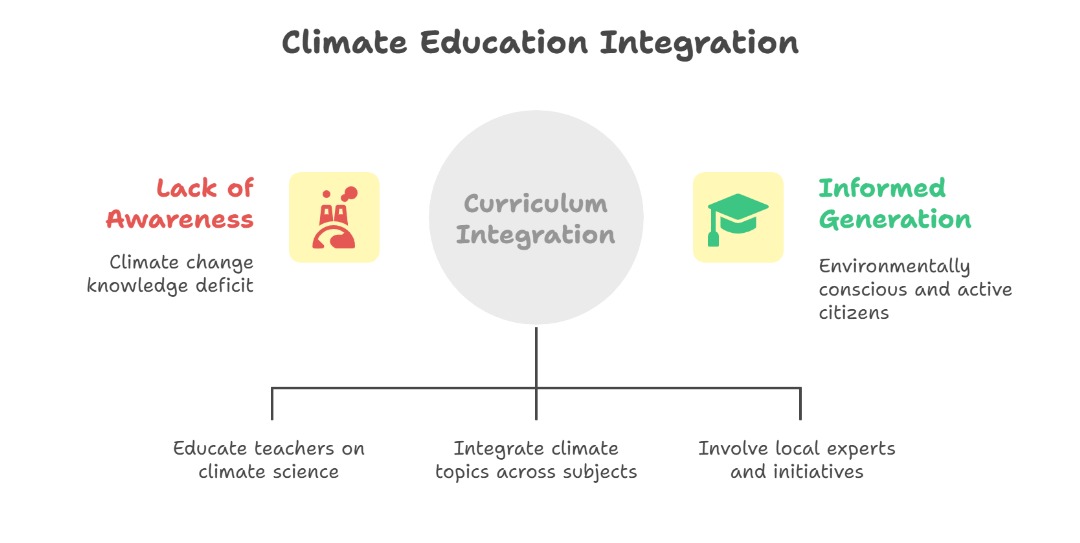 Climate Education Integration
Lack of
Awareness
Climate change
knowledge deficit
Curriculum
Integration
Informed
Generation
Environmentally
conscious and active
citizens
Educate teachers on
climate science
Integrate climate
topics across subjects
Involve local experts
and initiatives